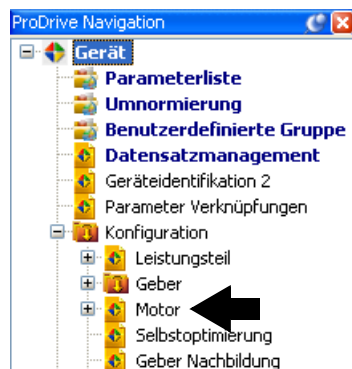 ProDrive Navigation
Gerät
Parameterliste
Umnormierung
Benutzerdefinierte Gruppe
Datensatzmanagement
Geräteidentifikation 2
Parameter Verknüpfungen
Konfiguration
Leistungsteil
Geber
Motor
Selbstoptimierung
Geber Nachbildung